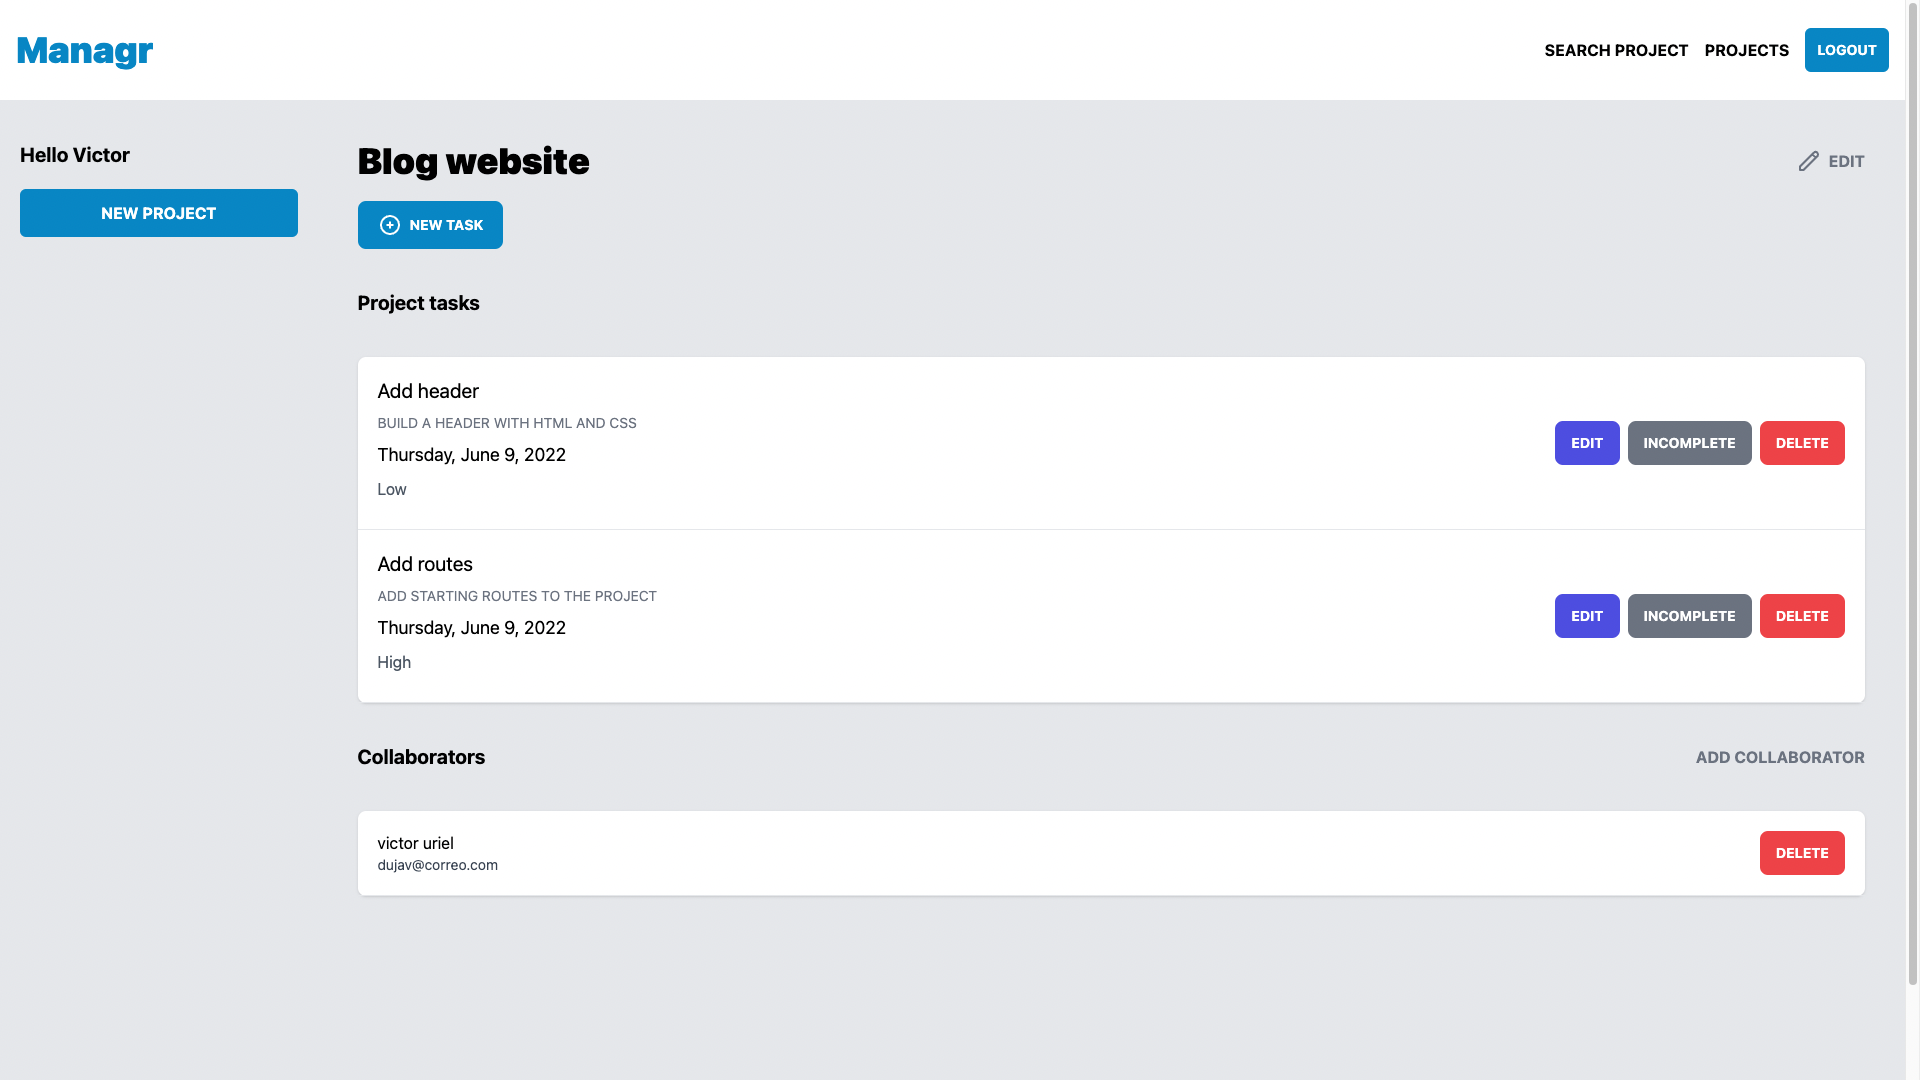 Managr
SEARCH PROJECT PROJECTS LOGOUT
Hello Victor
NEW PROJECT
Blog website
EDIT
NEW TASK
Project tasks
Add header
BUILD A HEADER WITH HTML AND CSS
Thursday, June 9, 2022
Low
EDIT INCOMPLETE DELETE
Add routes
ADD STARTING ROUTES TO THE PROJECT
Thursday, June 9, 2022
High
EDIT INCOMPLETE DELETE
Collaborators
ADD COLLABORATOR
victor uriel
dujav@correo.com
DELETE